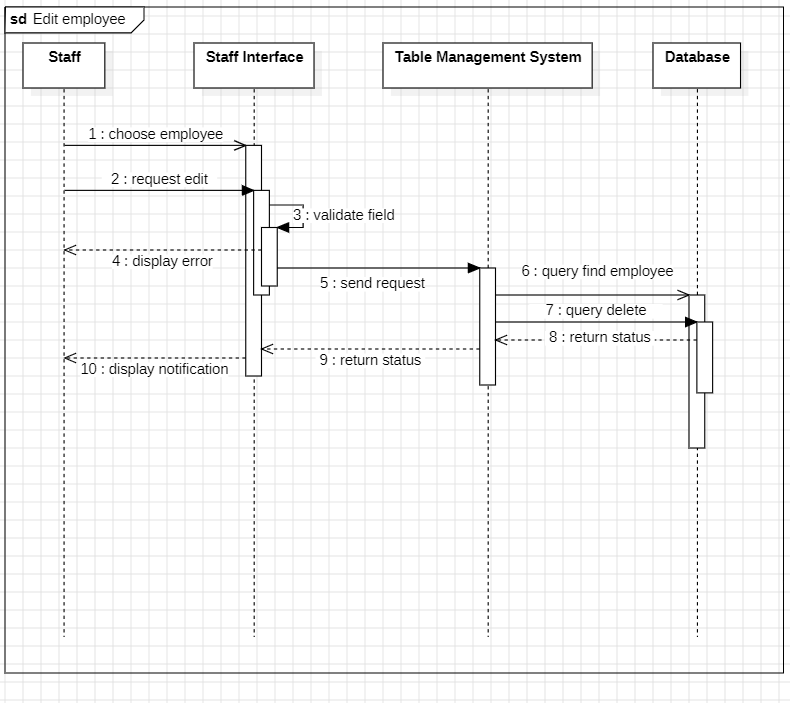 sd Edit employee
Staff
Staff Interface
Table Management System
Database
1 : choose employee
2 : request edit
3 : validate field
4 : display error
5 : send request
6 : query find employee
7 : query delete
8 : return status
9 : return status
10 : display notification